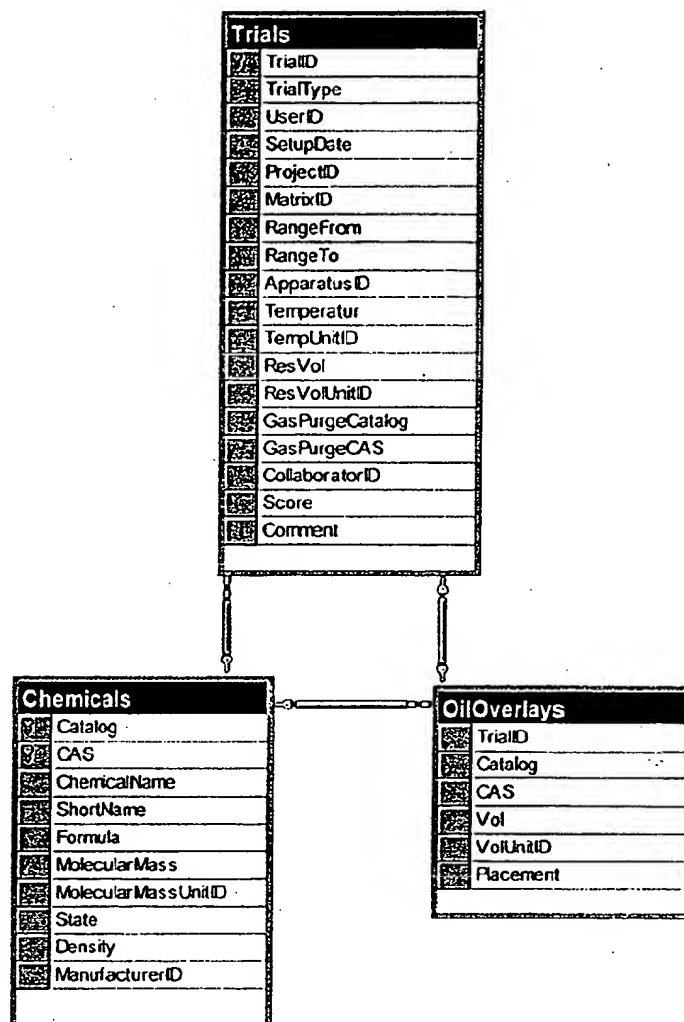 Trials
TrialID
TrialType
UserID
SetupDate
ProjectID
MatrixID
RangeFrom
RangeTo
ApparatusID
Temperatur
TempUnitID
ResVol
ResVolUnitID
GasPurgeCatalog
GasPurgeCAS
CollaboratorID
Score
Comment
Chemicals
Catalog
CAS
ChemicalName
ShortName
Formula
MolecularMass
MolecularMassUnitID
State
Density
ManufacturerID
OilOverlays
TrialID
Catalog
CAS
Vol
VolUnitID
Placement